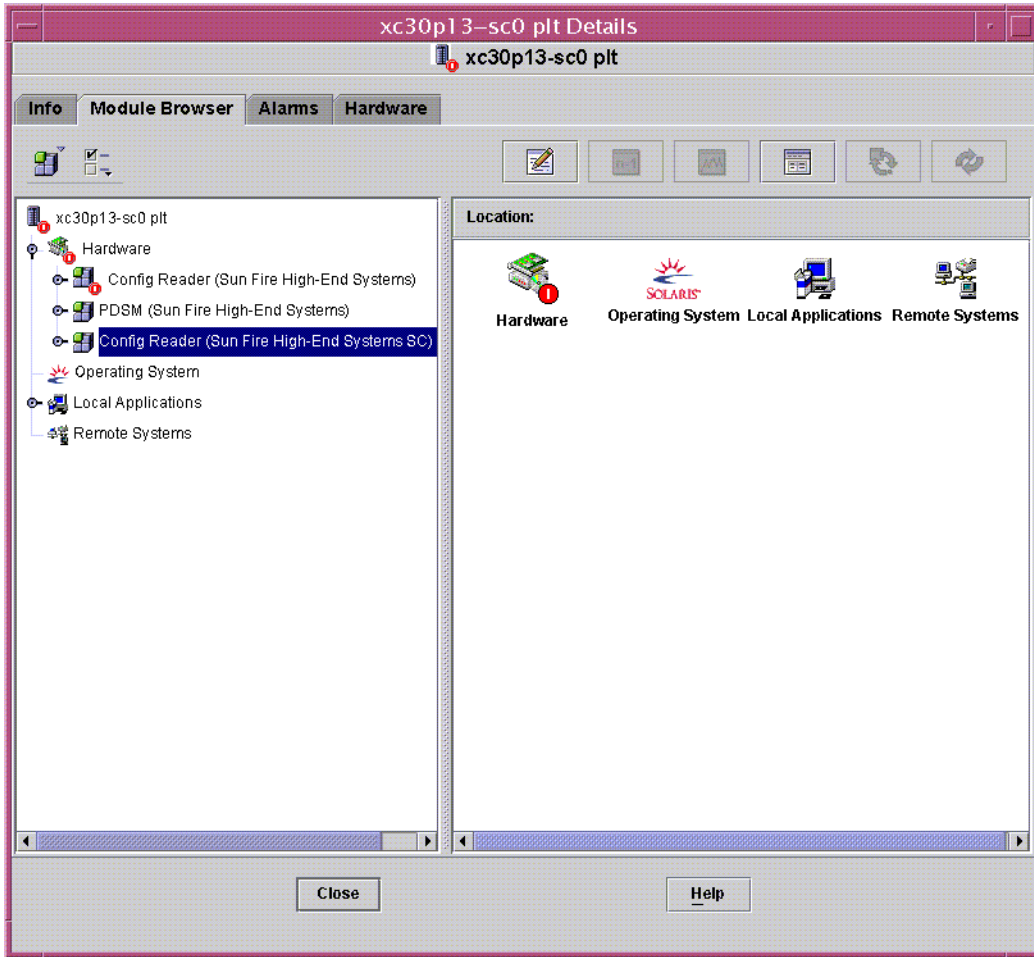 xc30p13–sc0 plt Details
xc30p13-sc0 plt
Info Module Browser Alarms Hardware
xc30p13-sc0 plt
Hardware
Config Reader (Sun Fire High-End Systems)
PDSM (Sun Fire High-End Systems)
Config Reader (Sun Fire High-End Systems SC)
Operating System
Local Applications
Remote Systems
Location:
SOLARIS
Hardware Operating System Local Applications Remote Systems
Close Help